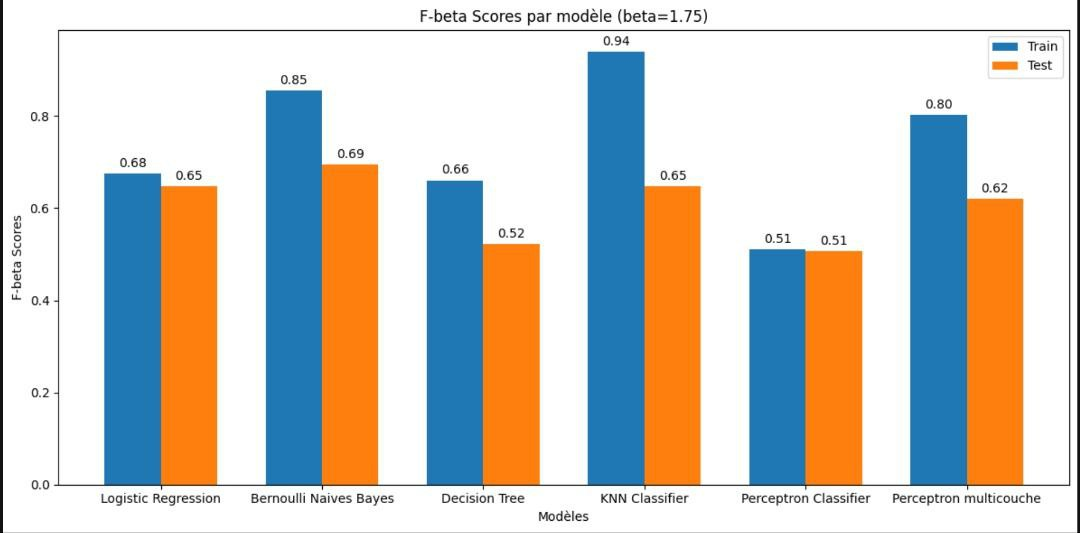 F-beta Scores par modèle (beta=1.75)
Train
Test
F-beta Scores
0.8
0.6
0.4
0.2
0.0
0.68
0.65
0.85
0.69
0.66
0.52
0.94
0.65
0.51
0.51
0.80
0.62
Logistic Regression
Bernoulli Naives Bayes
Decision Tree
KNN Classifier
Perceptron Classifier
Perceptron multicouche
Modèles